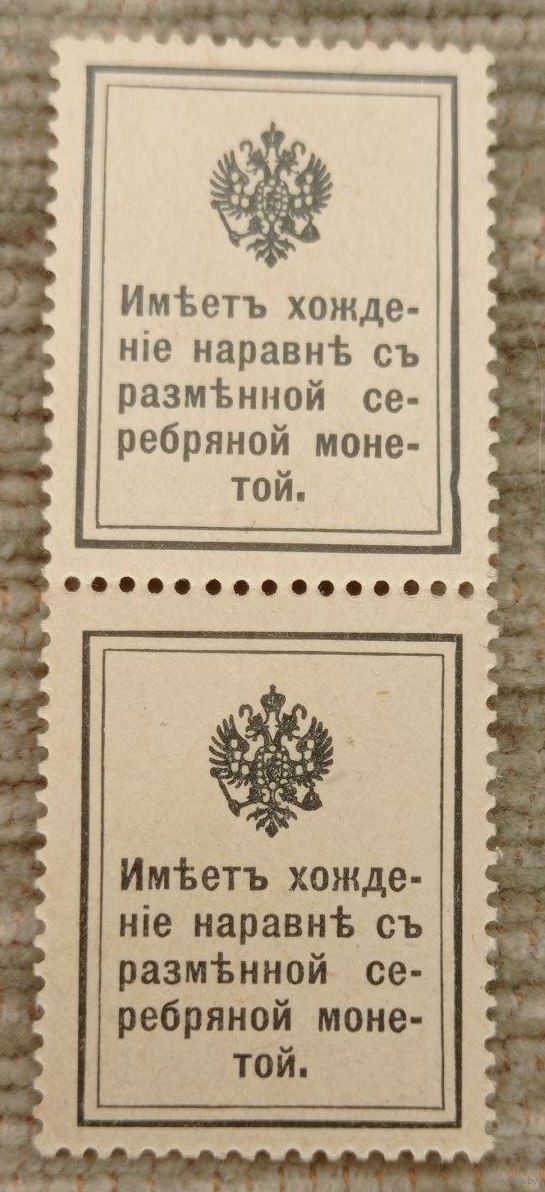 Имѣетъ хожде-
ніе наравнѣ съ
размѣнной се-
ребряной моне-
той.
Имѣетъ хожде-
ніе наравнѣ съ
размѣнной се-
ребряной моне-
той.